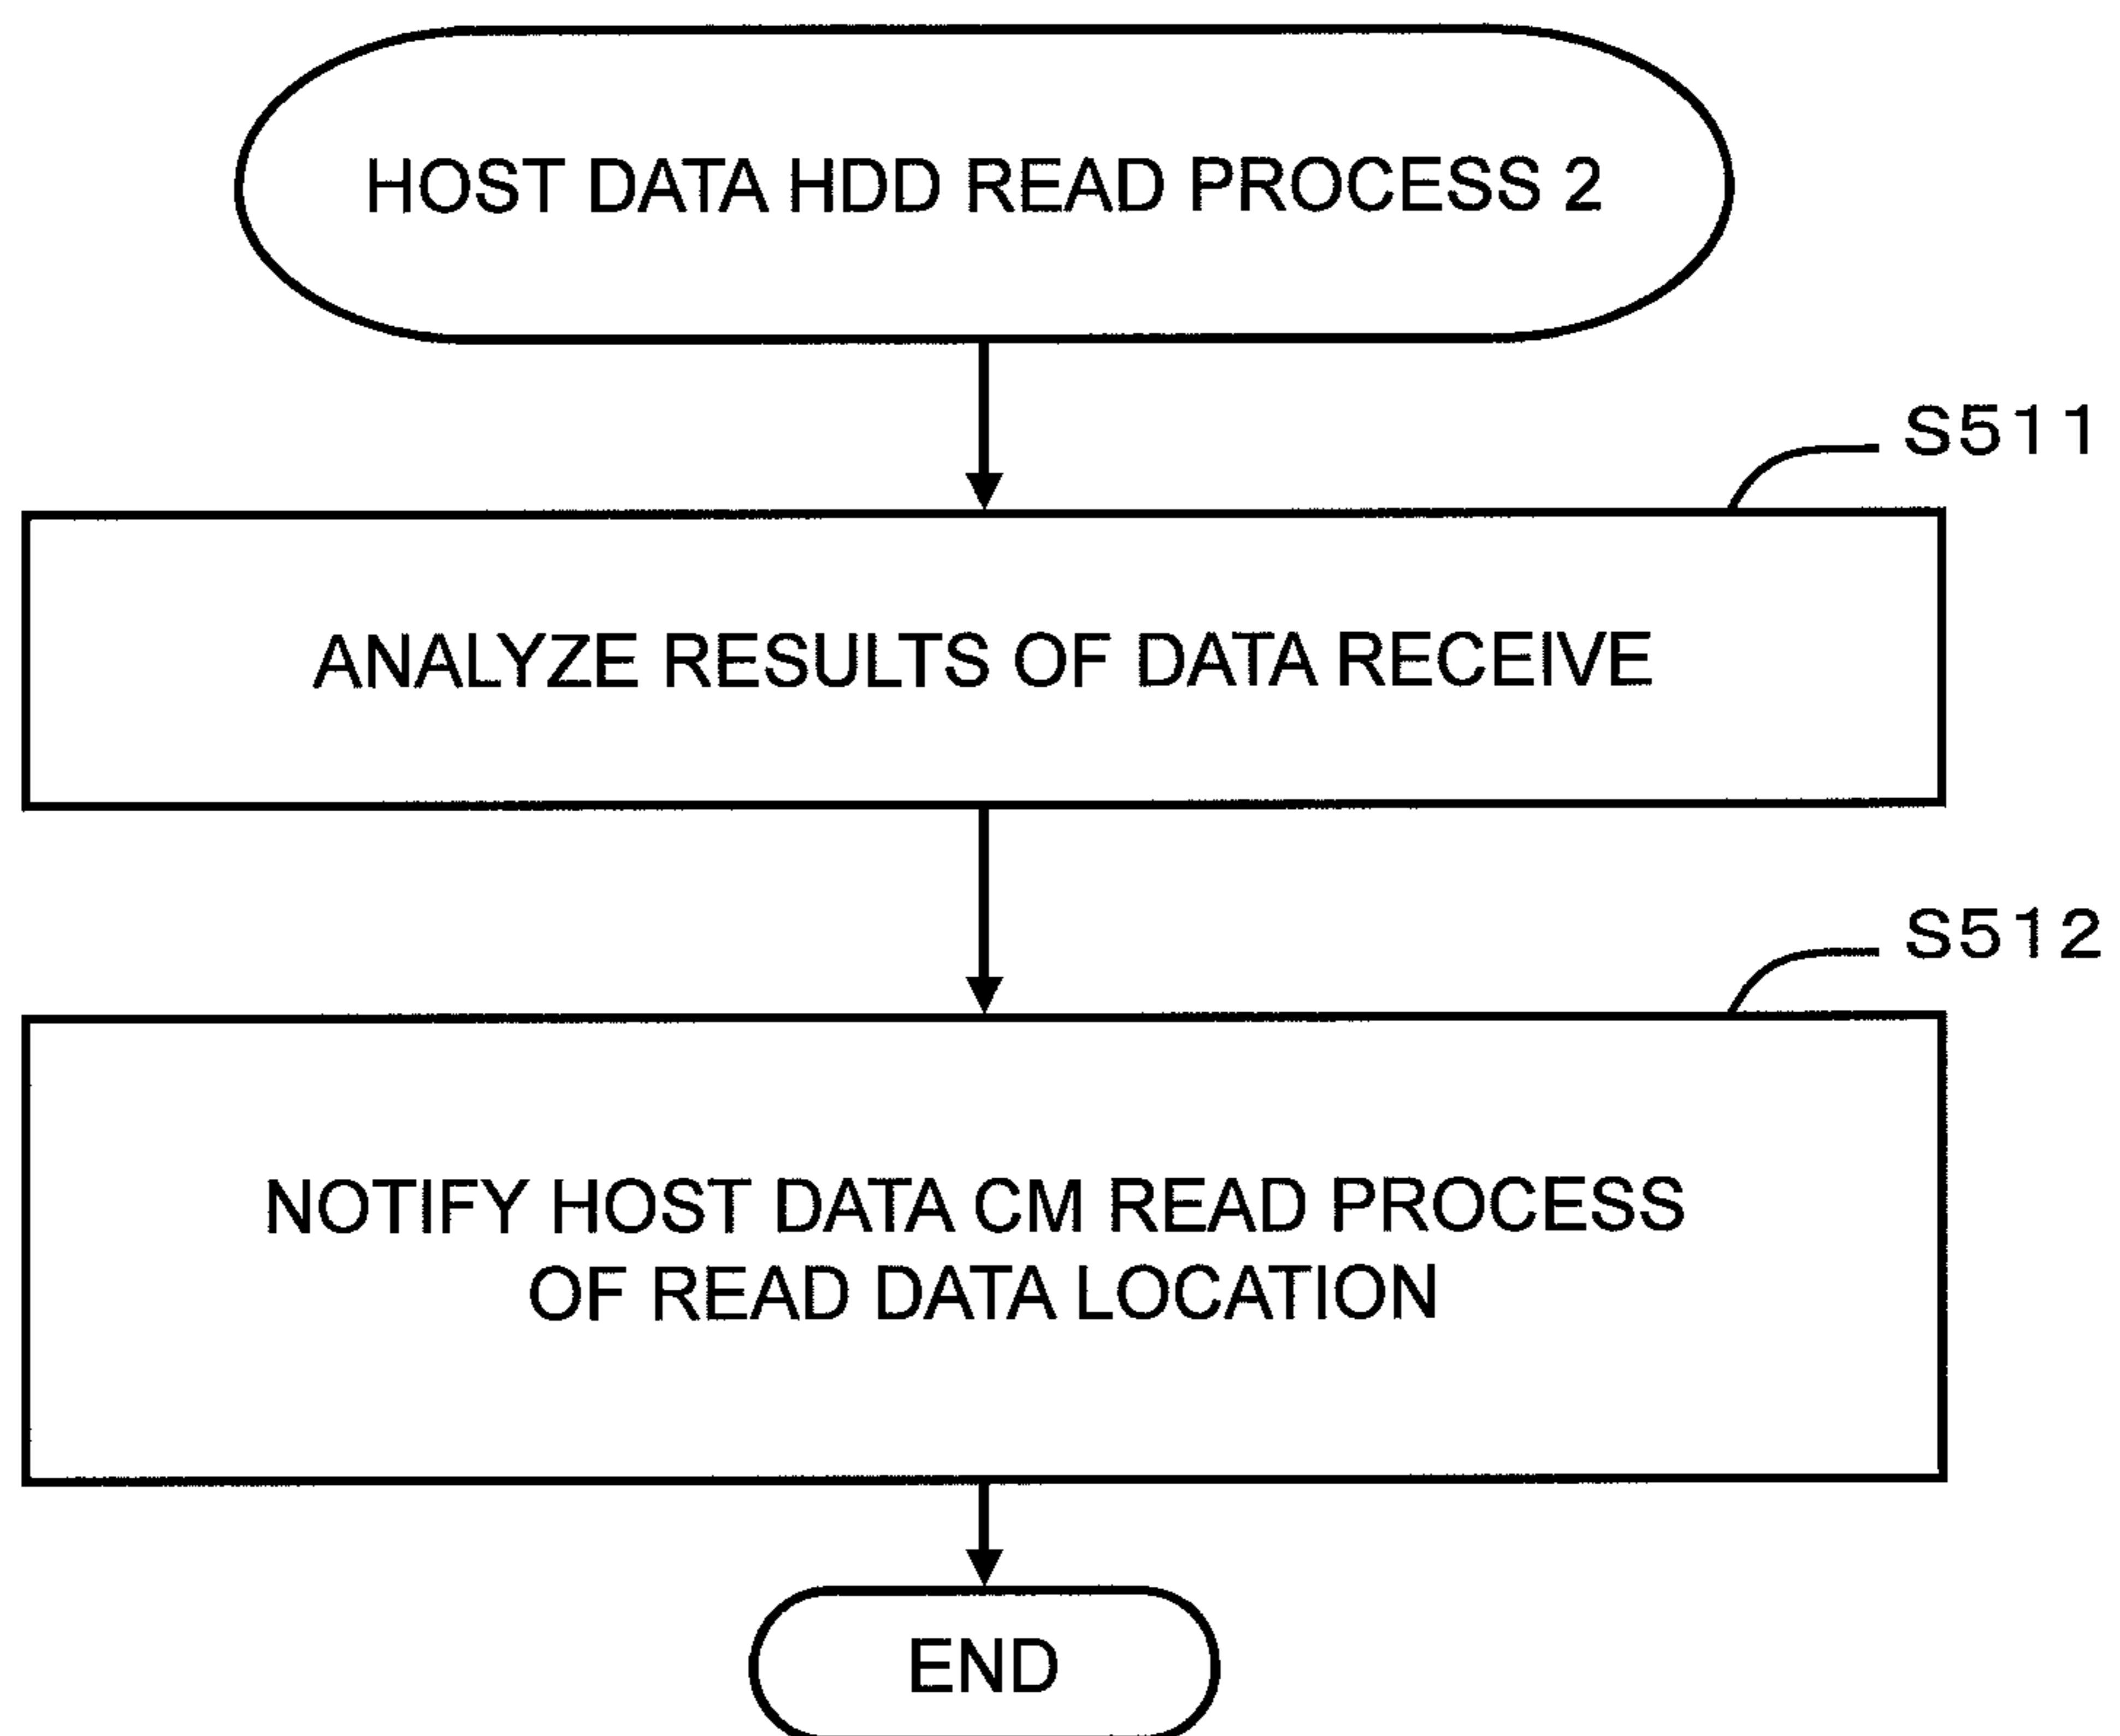 HOST DATA HDD READ PROCESS 2
S511
ANALYZE RESULTS OF DATA RECEIVE
S512
NOTIFY HOST DATA CM READ PROCESS
OF READ DATA LOCATION
END